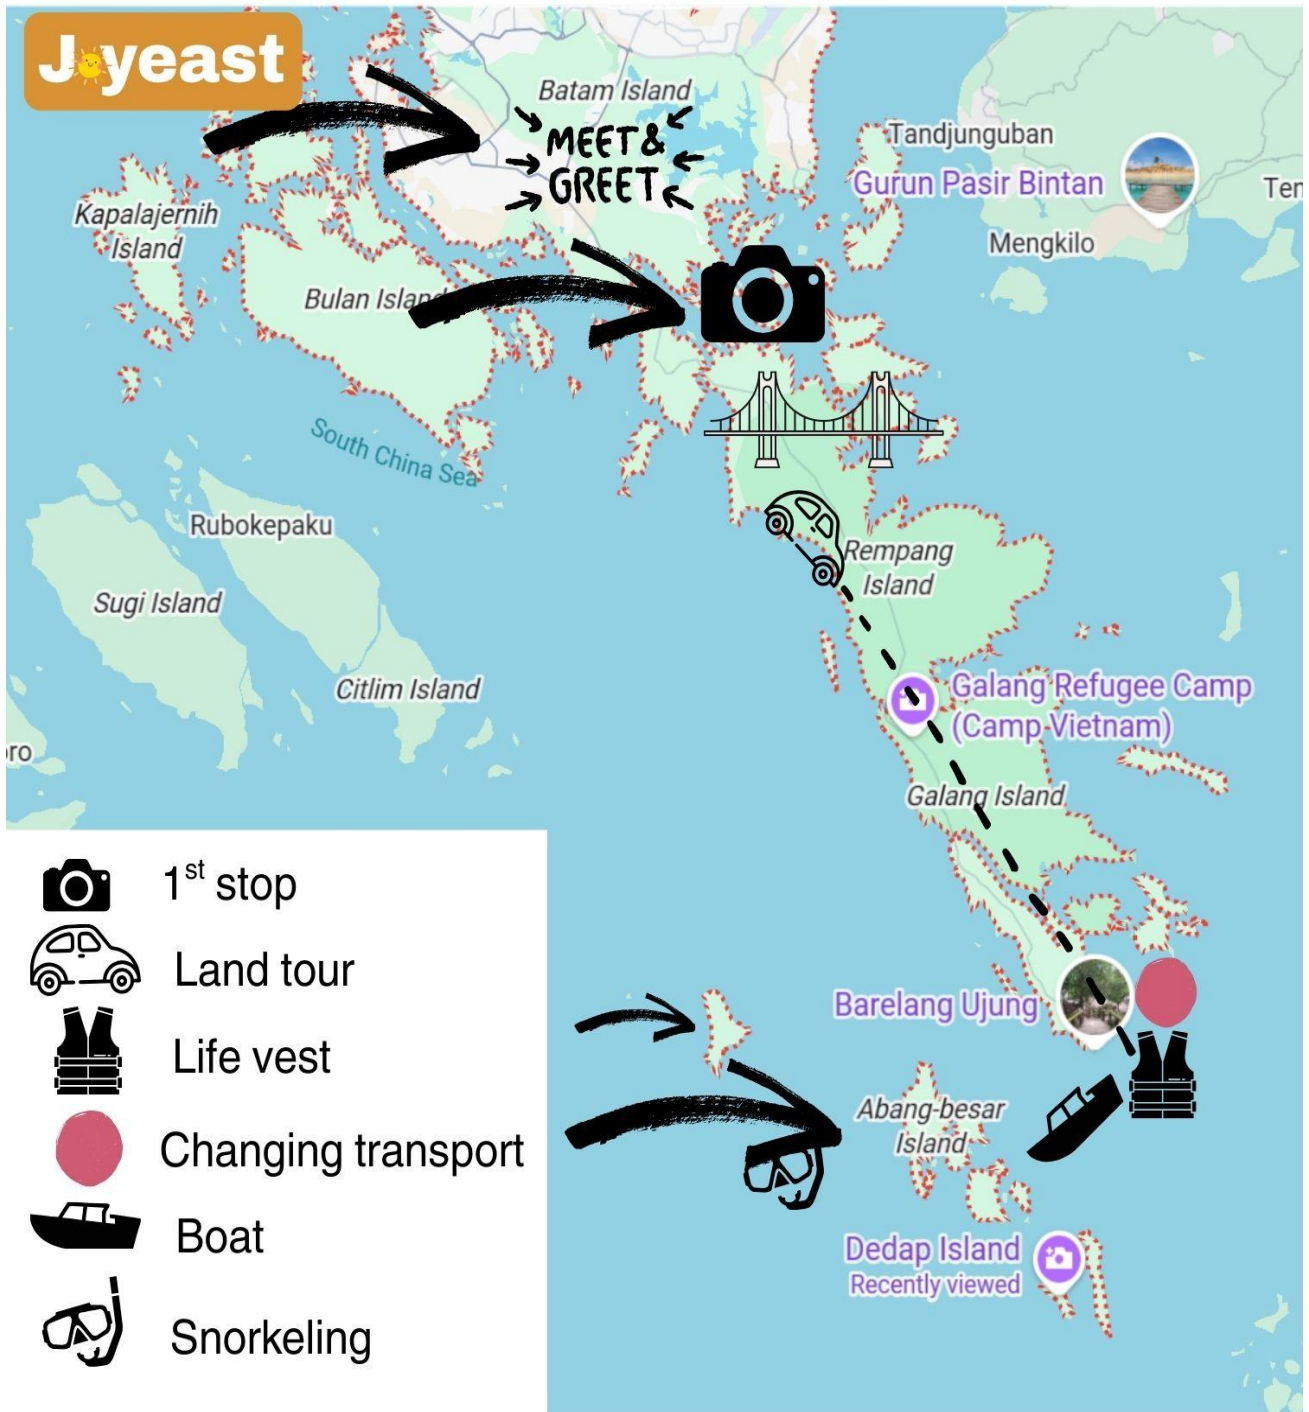 Joyeast
Batam Island
MEET &
GREET
Tandjunguban
Gurun Pasir Bintan
Mengkilo
Kapalajernih
Island
Bulan Island
South China Sea
Rubokepaku
Sugi Island
Citlim Island
Rempang
Island
Galang Refugee Camp
(Camp Vietnam)
Galang Island
Barelang Ujung
Abang-besar
Island
Dedap Island
Recently viewed
1st stop
Land tour
Life vest
Changing transport
Boat
Snorkeling